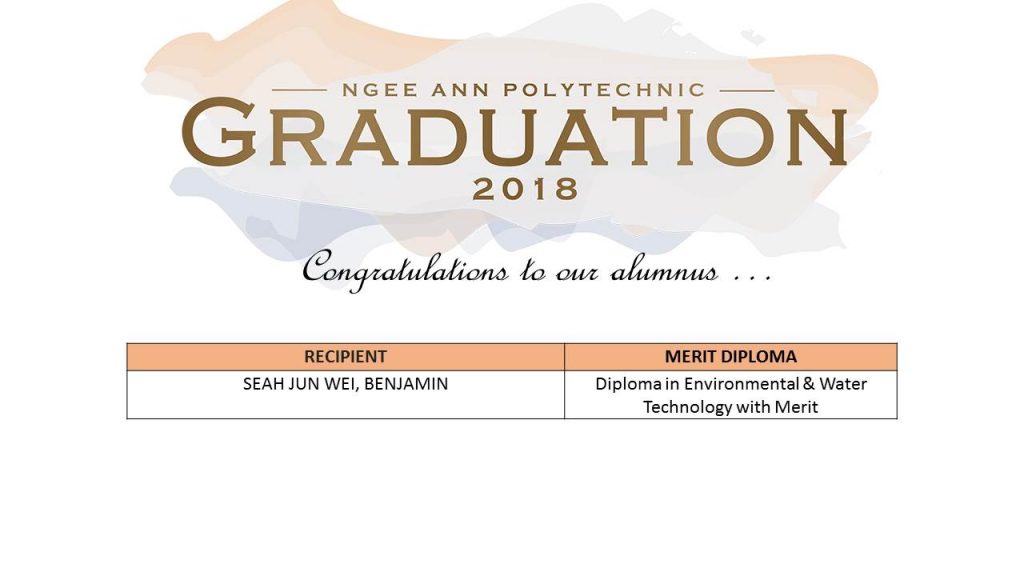 NGEE ANN POLYTECHNIC
GRADUATION
2018
Congratulations to our alumnus ...
RECIPIENT MERIT DIPLOMA
SEAH JUN WEI, BENJAMIN Diploma in Environmental & Water
Technology with Merit